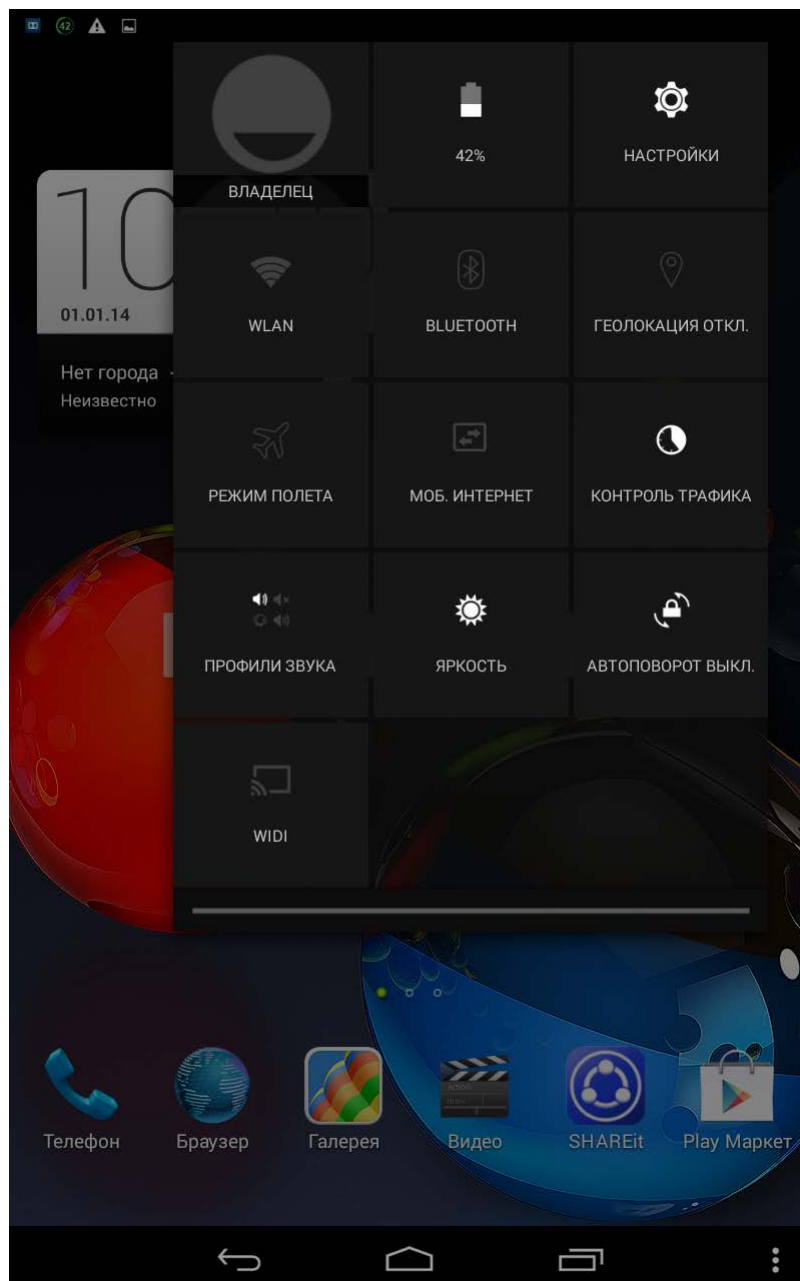 42
ВЛАДЕЛЕЦ
42%
НАСТРОЙКИ
10
01.01.14
Нет города
Неизвестно
WLAN
BLUETOOTH
ГЕОЛОКАЦИЯ ОТКЛ.
РЕЖИМ ПОЛЕТА
МОБ. ИНТЕРНЕТ
КОНТРОЛЬ ТРАФИКА
ПРОФИЛИ ЗВУКА
ЯРКОСТЬ
АВТОПОВОРОТ ВЫКЛ.
WIDI
Телефон
Браузер
Галерея
Видео
SHAREit
Play Маркет